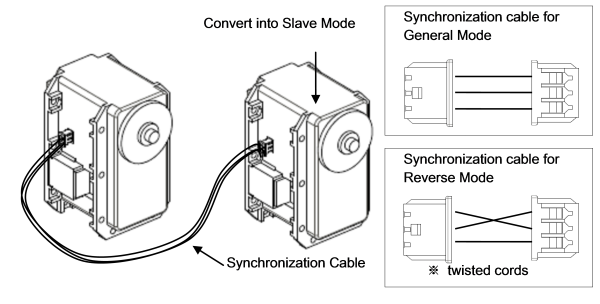 Convert into Slave Mode
Synchronization Cable
Synchronization cable for
General Mode
Synchronization cable for
Reverse Mode
※ twisted cords